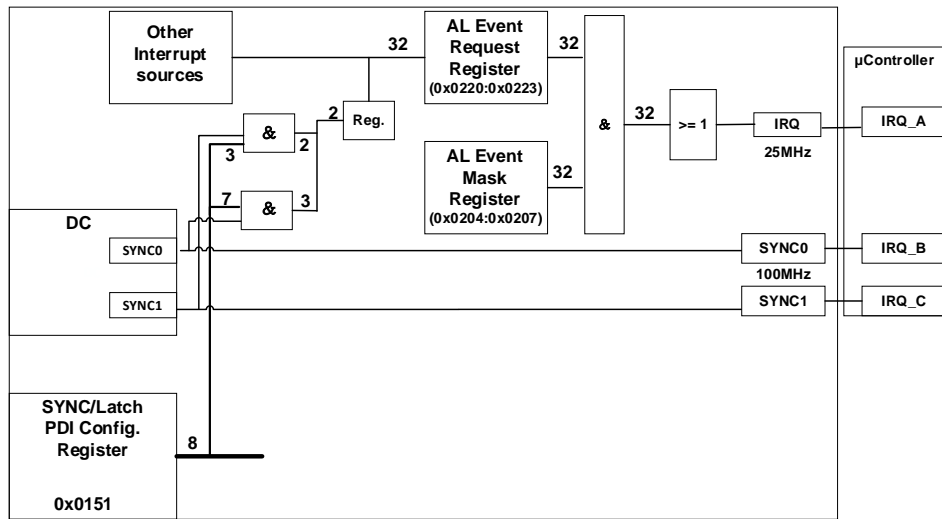 Other
Interrupt
sources
32
AL Event
Request
Register
(0x0220:0x0223)
32
&
32
>= 1
IRQ
25MHz
µController
IRQ_A
2
Reg.
&
2
3
7
&
3
AL Event
Mask
Register
(0x0204:0x0207)
32
DC
SYNC0
SYNC0
100MHz
IRQ_B
SYNC1
SYNC1
IRQ_C
SYNC/Latch
PDI Config.
Register
0x0151
8